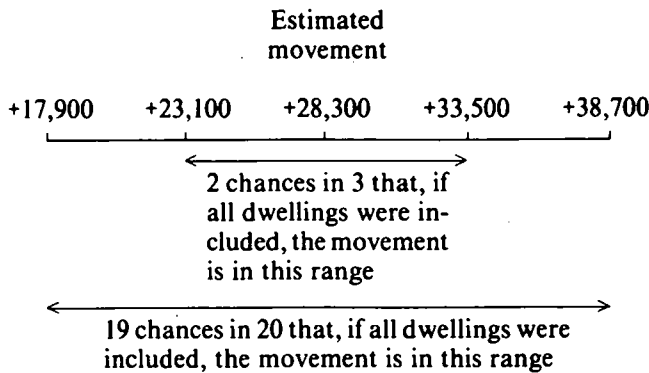 Estimated
movement
+17,900 +23,100 +28,300 +33,500 +38,700
2 chances in 3 that, if
all dwellings were in-
cluded, the movement
is in this range
19 chances in 20 that, if all dwellings were
included, the movement is in this range